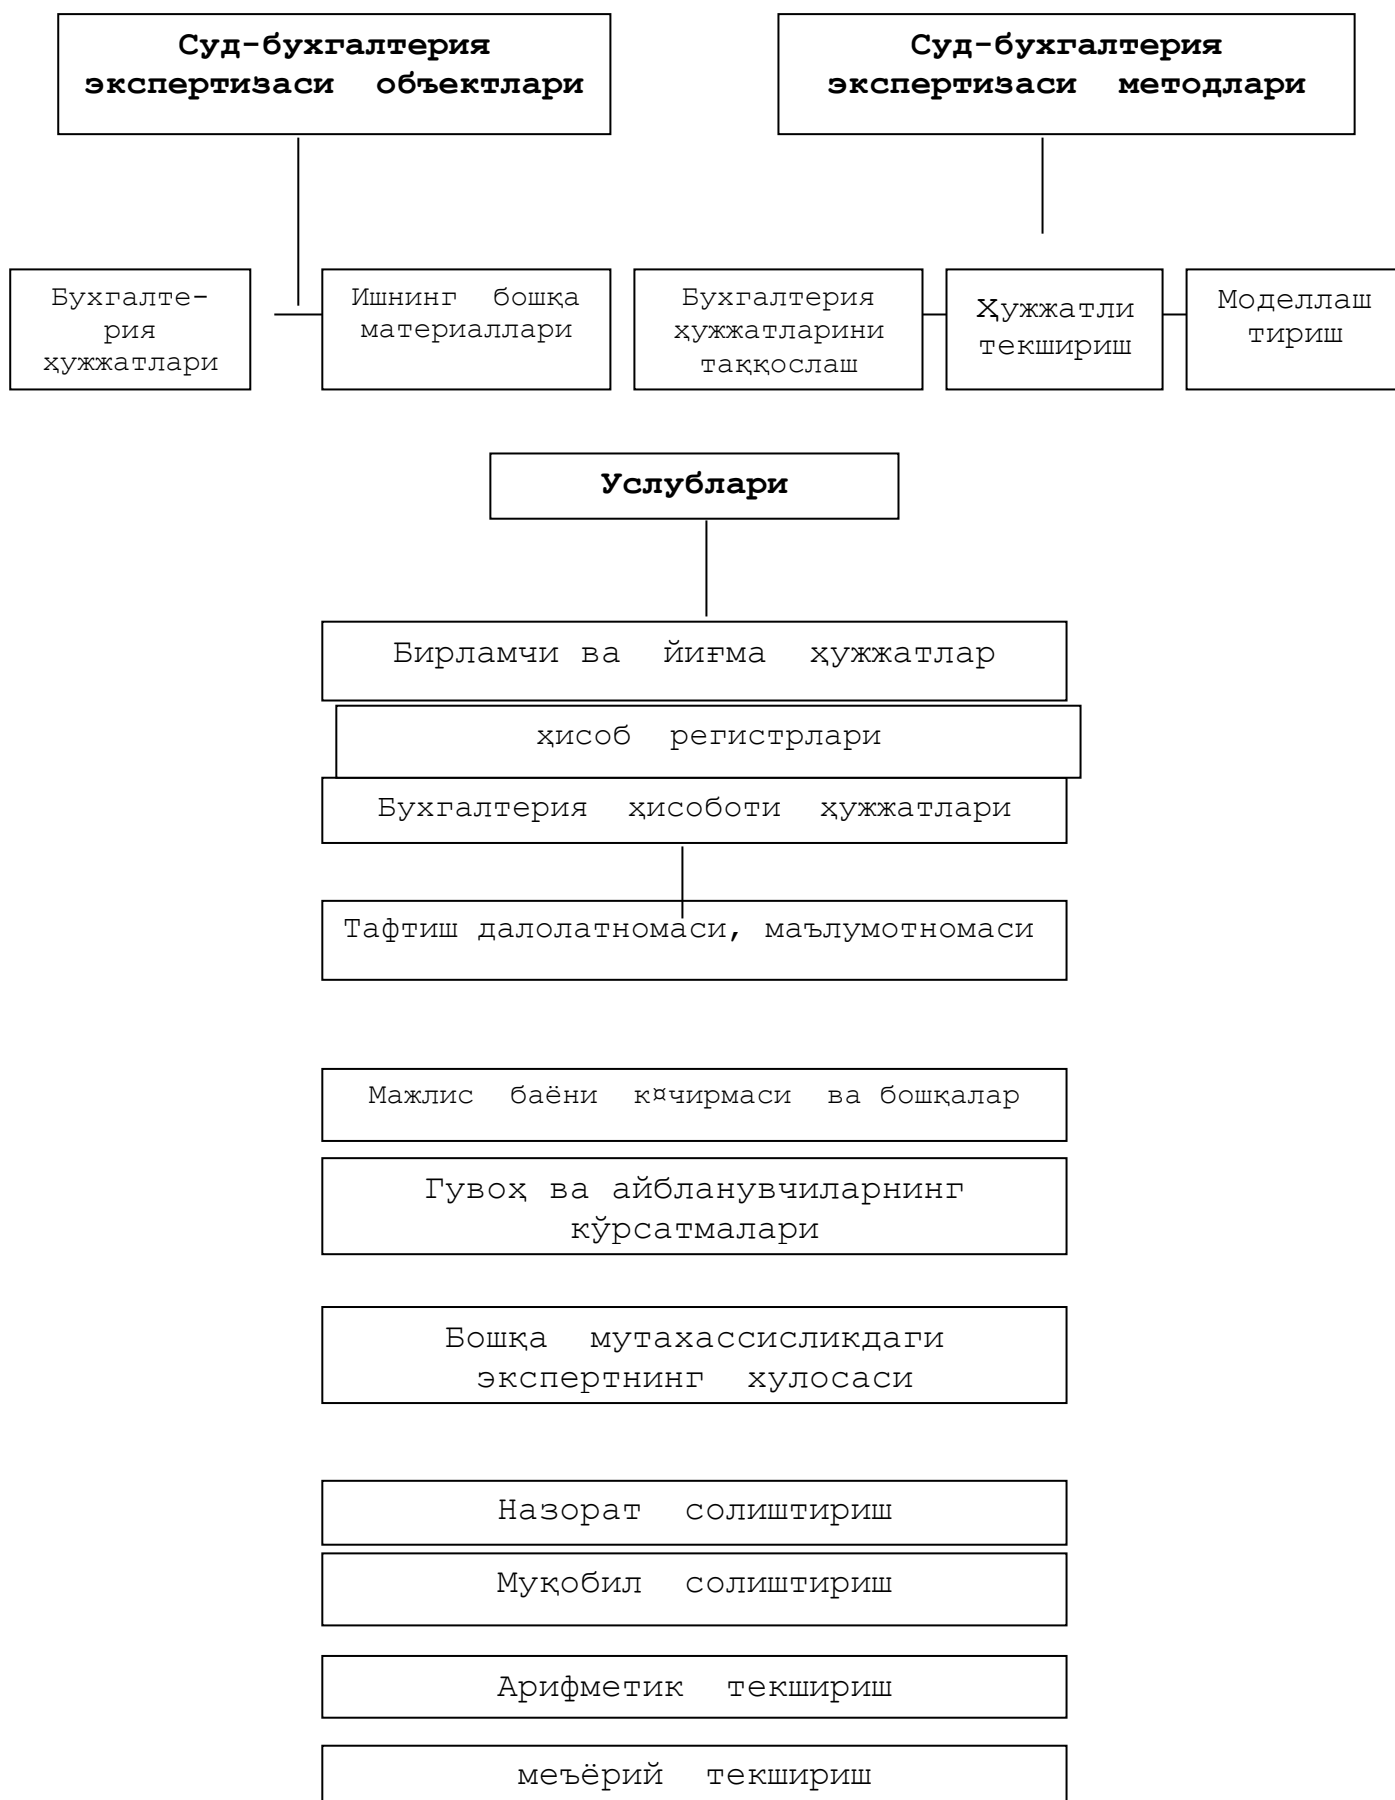 Суд-бухгалтерия
экспертизаси объектлари
Суд-бухгалтерия
экспертизаси методлари
Бухгалте-
рия
ҳужжатлари
Ишнинг бошқа
материаллари
Бухгалтерия
ҳужжатларини
таққослаш
Ҳужжатли
текшириш
Моделлаш
тириш
Услублари
Бирламчи ва йиғма ҳужжатлар
ҳисоб регистрлари
Бухгалтерия ҳисоботи ҳужжатлари
Тафтиш далолатномаси, маълумотномаси
Мажлис баёни к¤чирмаси ва бошқалар
Гувоҳ ва айбланувчиларнинг
кўрсатмалари
Бошқа мутахассисликдаги
экспертнинг хулосаси
Назорат солиштириш
Муқобил солиштириш
Арифметик текшириш
меъёрий текшириш